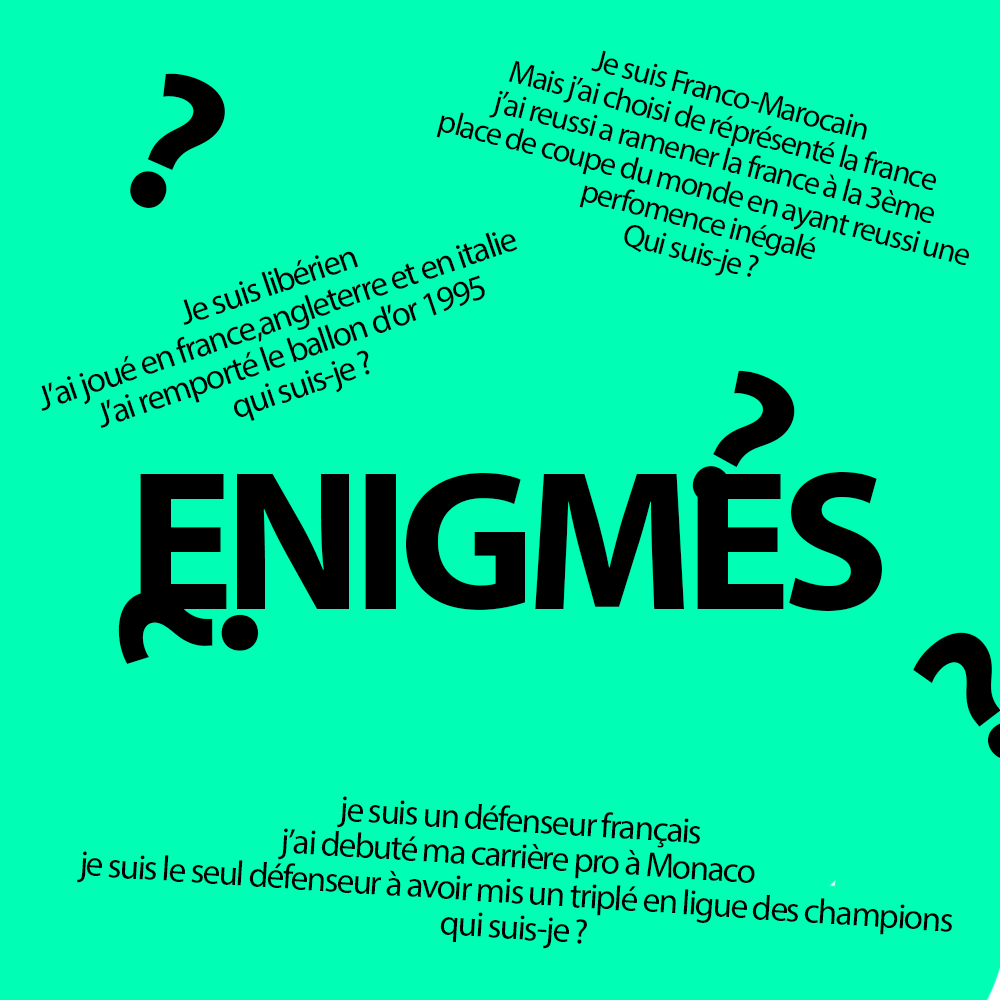 ?
Je suis Franco-Marocain
Mais j'ai choisi de réprésenté la france
j'ai reussi a ramener la france à la 3ème
place de coupe du monde en ayant reussi une
perfomence inégalé
Qui suis-je ?
Je suis libérien
J'ai joué en france,angleterre et en italie
J'ai remporté le ballon d'or 1995
qui suis-je ?
?
ENIGMES
?
?
je suis un défenseur français
j'ai debuté ma carrière pro à Monaco
je suis le seul défenseur à avoir mis un triplé en ligue des champions
qui suis-je ?